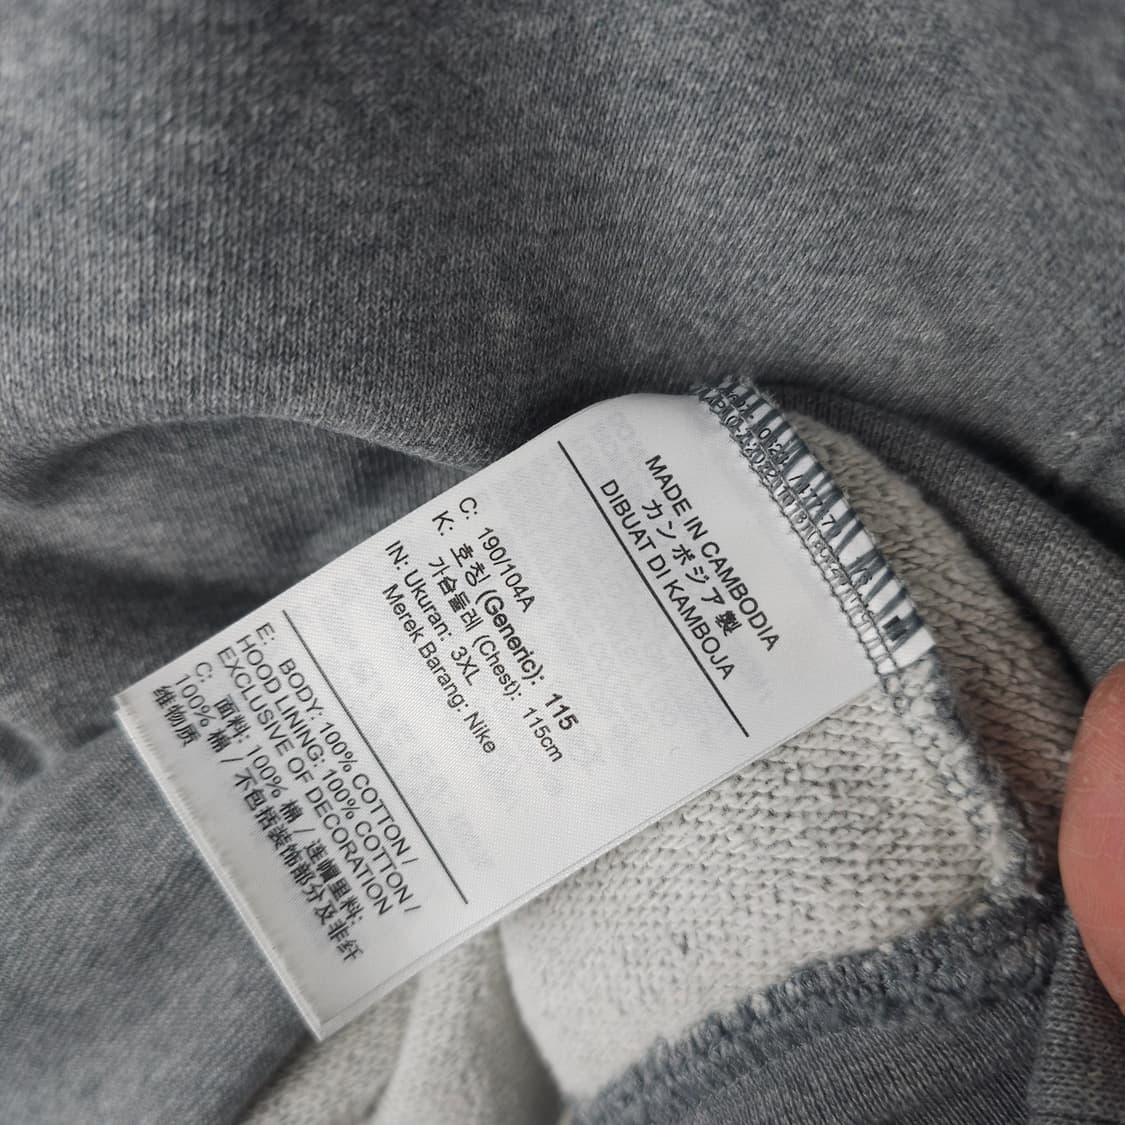 MADE IN CAMBODIA
カンボジア製
DIBUAT DI KAMBOJA
C: 190/104A
K: 호칭 (Generic): 115
가슴둘레 (Chest): 115cm
IN: Ukuran: 3XL
Merek Barang: Nike
E: BODY: 100% COTTON /
HOOD LINING: 100% COTTON /
EXCLUSIVE OF DECORATION
C: 面料: 100% 棉 / 连帽里料:
100% 棉 / 不包括装饰部分及非纤
维物质